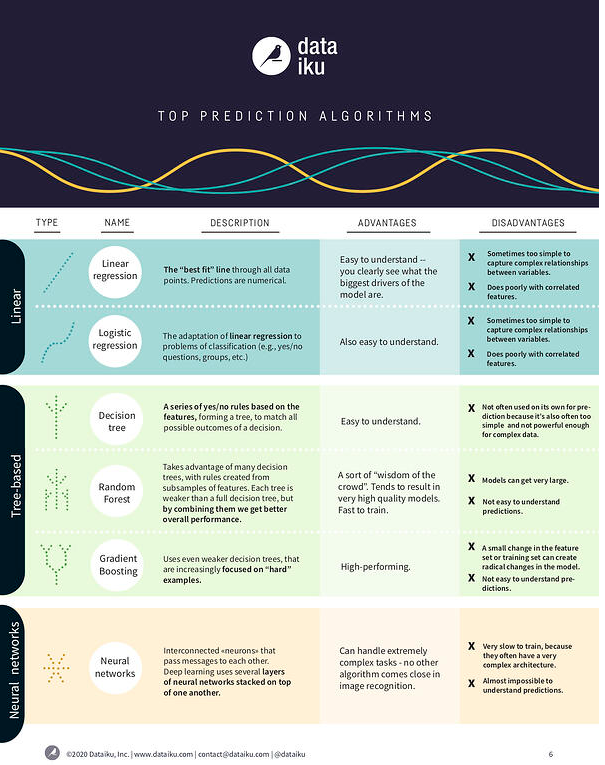 data
iku
TOP PREDICTION ALGORITHMS
TYPE NAME DESCRIPTION ADVANTAGES DISADVANTAGES
Linear
Linear
regression
The “best fit” line through all data
points. Predictions are numerical.
Easy to understand --
you clearly see what the
biggest drivers of the
model are.
X Sometimes too simple to
capture complex relationships
between variables.
X Does poorly with correlated
features.
Logistic
regression
The adaptation of linear regression to
problems of classification (e.g., yes/no
questions, groups, etc.)
Also easy to understand.
X Sometimes too simple to
capture complex relationships
between variables.
X Does poorly with correlated
features.
Tree-based
Decision
tree
A series of yes/no rules based on the
features, forming a tree, to match all
possible outcomes of a decision.
Easy to understand.
X Not often used on its own for pre-
diction because it's also often too
simple and not powerful enough
for complex data.
Random
Forest
Takes advantage of many decision
trees, with rules created from
subsamples of features. Each tree is
weaker than a full decision tree, but
by combining them we get better
overall performance.
A sort of “wisdom of the
crowd”. Tends to result in
very high quality models.
Fast to train.
X Models can get very large.
X Not easy to understand
predictions.
Gradient
Boosting
Uses even weaker decision trees, that
are increasingly focused on “hard”
examples.
High-performing.
X A small change in the feature
set or training set can create
radical changes in the model.
X Not easy to understand pre-
dictions.
Neural networks
Neural
networks
Interconnected «neurons» that
pass messages to each other.
Deep learning uses several layers
of neural networks stacked on top
of one another.
Can handle extremely
complex tasks - no other
algorithm comes close in
image recognition.
X Very slow to train, because
they often have a very
complex architecture.
X Almost impossible to
understand predictions.
©2020 Dataiku, Inc. | www.dataiku.com | contact@dataiku.com | @dataiku
6